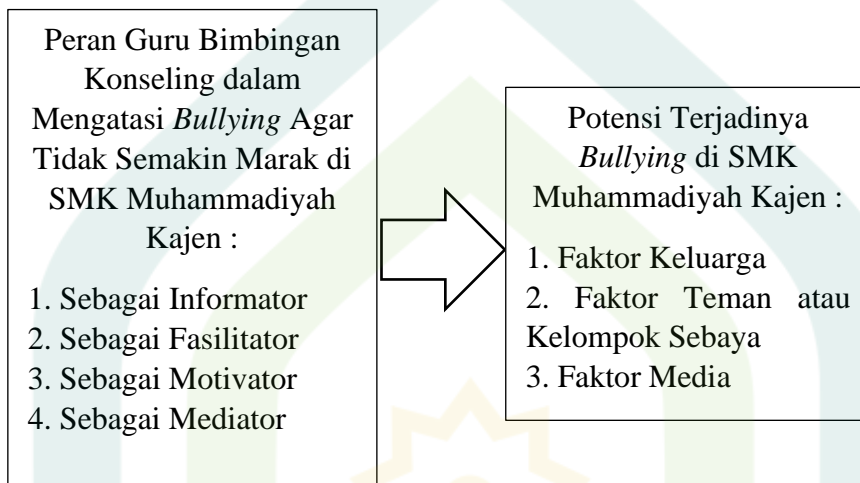 Peran Guru Bimbingan
Konseling dalam
Mengatasi Bullying Agar
Tidak Semakin Marak di
SMK Muhammadiyah
Kajen :
1. Sebagai Informator
2. Sebagai Fasilitator
3. Sebagai Motivator
4. Sebagai Mediator
Potensi Terjadinya
Bullying di SMK
Muhammadiyah Kajen :
1. Faktor Keluarga
2. Faktor Teman atau
Kelompok Sebaya
3. Faktor Media